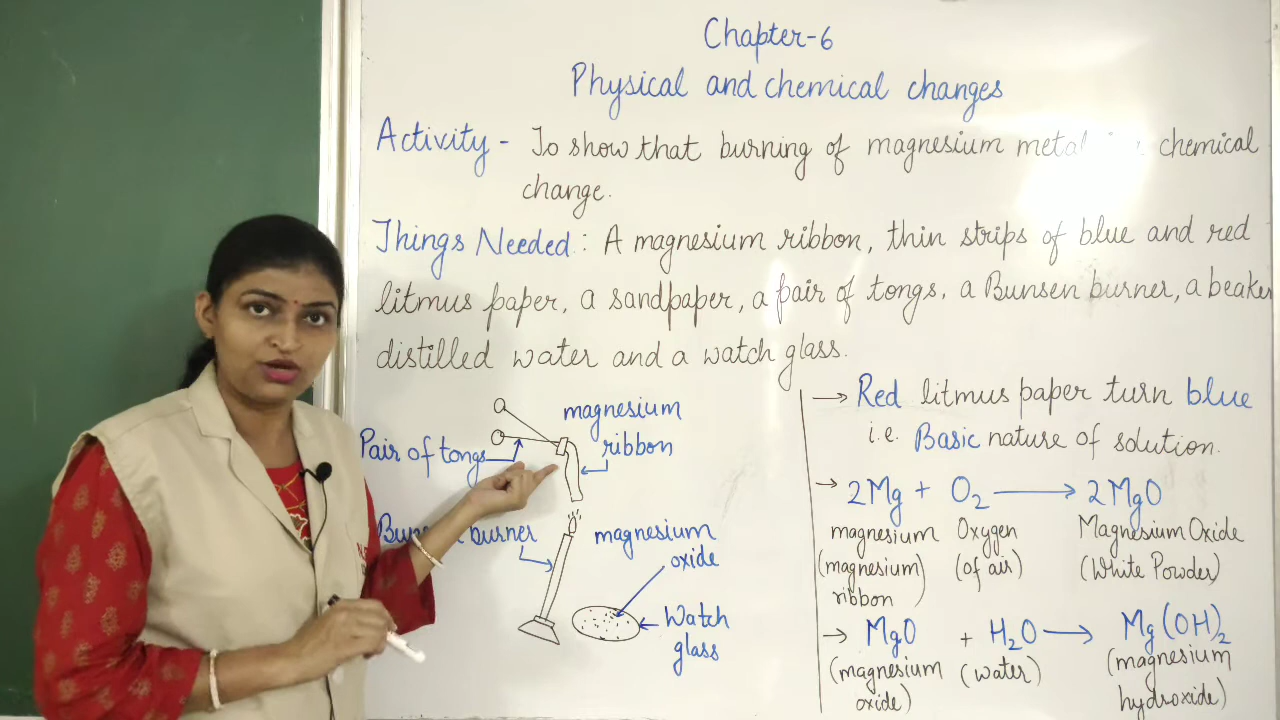 Chapter-6
Physical and chemical changes
Activity - To show that burning of magnesium metal chemical
change.
Things Needed : A magnesium ribbon, thin strips of blue and red
litmus paper, a sandpaper, a pair of tongs, a Bunsen burner, a beaker
distilled water and a watch glass.
magnesium
ribbon
Pair of tongs
burner
magnesium
oxide
Watch
glass
→ Red litmus paper turn blue
i.e. Basic nature of solution.
→ 2Mg + O₂ → 2MgO
magnesium Oxygen Magnesium Oxide
(magnesium) (of air) (White Powder)
ribbon
→ MgO + H₂O → Mg(OH)₂
(magnesium (water) (magnesium
oxide) hydroxide)